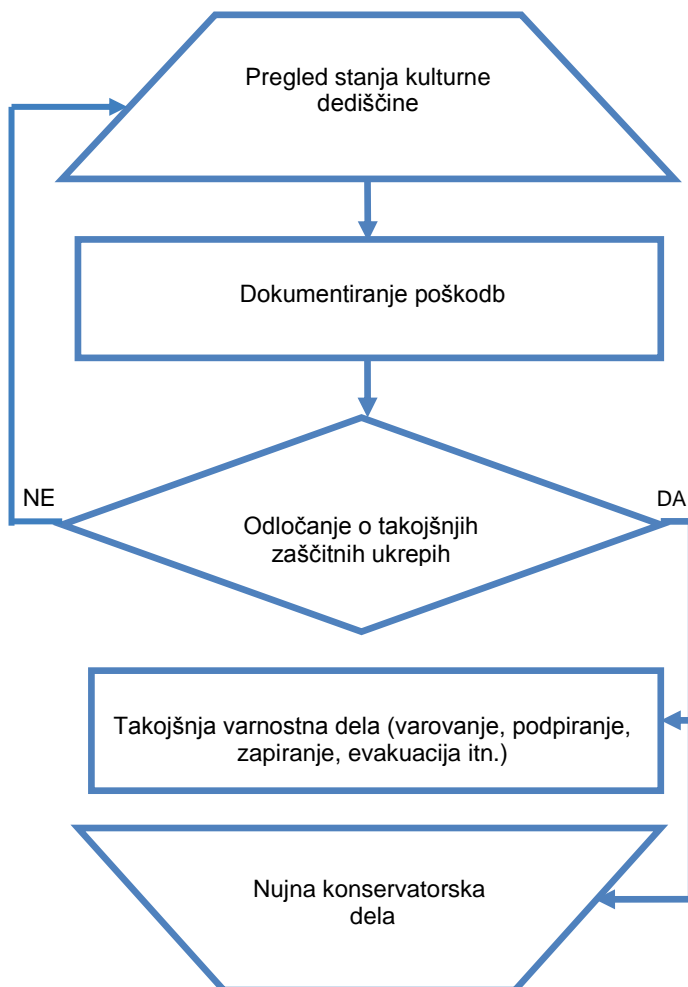 Pregled stanja kulturne
dediščine
Dokumentiranje poškodb
NE
DA
Odločanje o takojšnjih
zaščitnih ukrepih
Takojšnja varnostna dela (varovanje, podpiranje,
zapiranje, evakuacija itn.)
Nujna konservatorska
dela